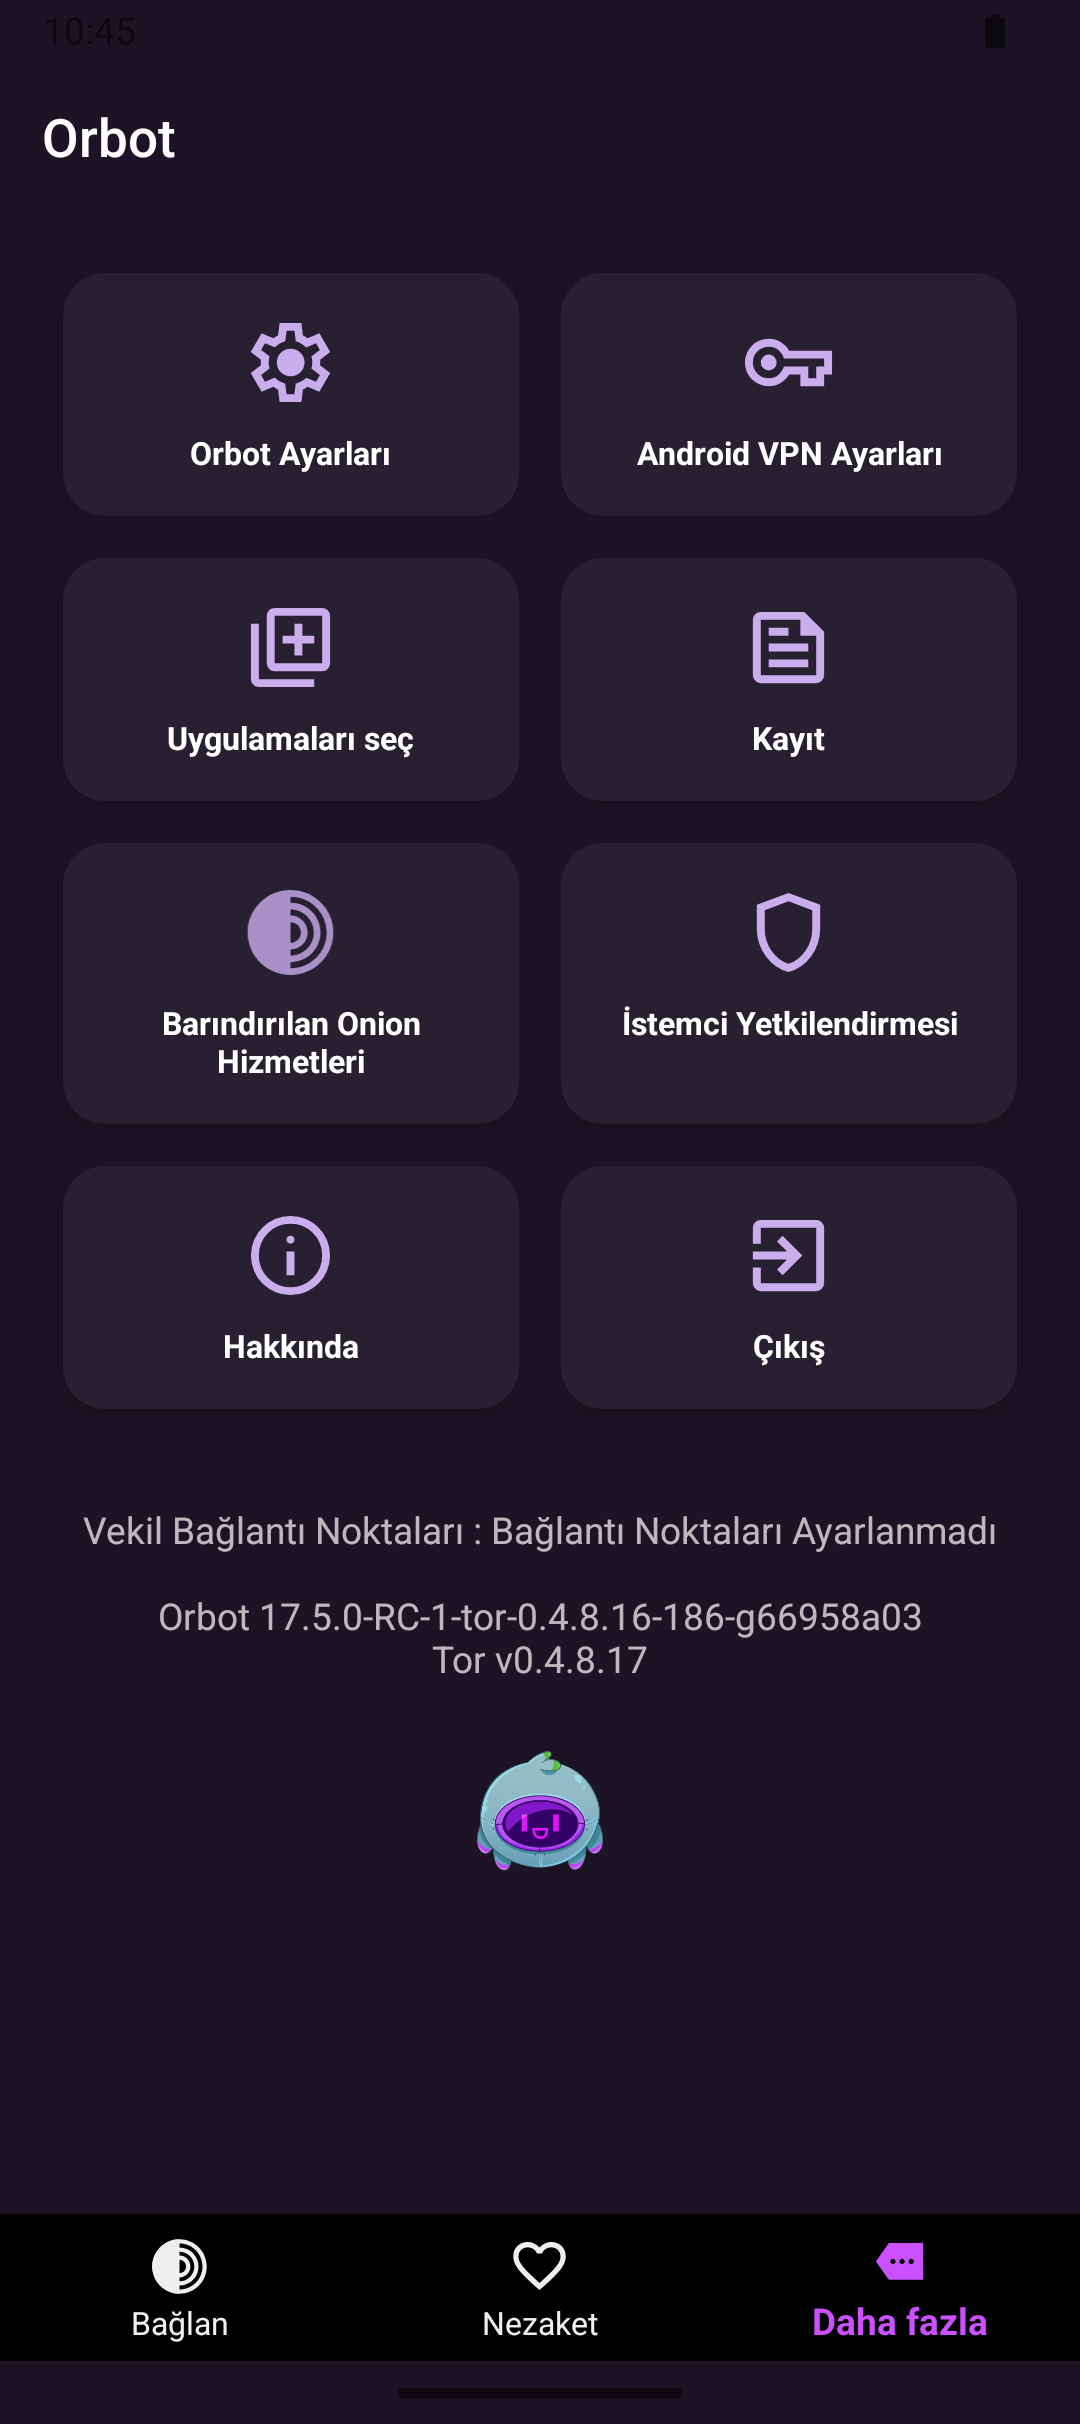 10:45
Orbot
Orbot Ayarları
Android VPN Ayarları
Uygulamaları seç
Kayıt
Barındırılan Onion
Hizmetleri
İstemci Yetkilendirmesi
Hakkında
Çıkış
Vekil Bağlantı Noktaları : Bağlantı Noktaları Ayarlanmadı
Orbot 17.5.0-RC-1-tor-0.4.8.16-186-g66958a03
Tor v0.4.8.17
Bağlan
Nezaket
Daha fazla